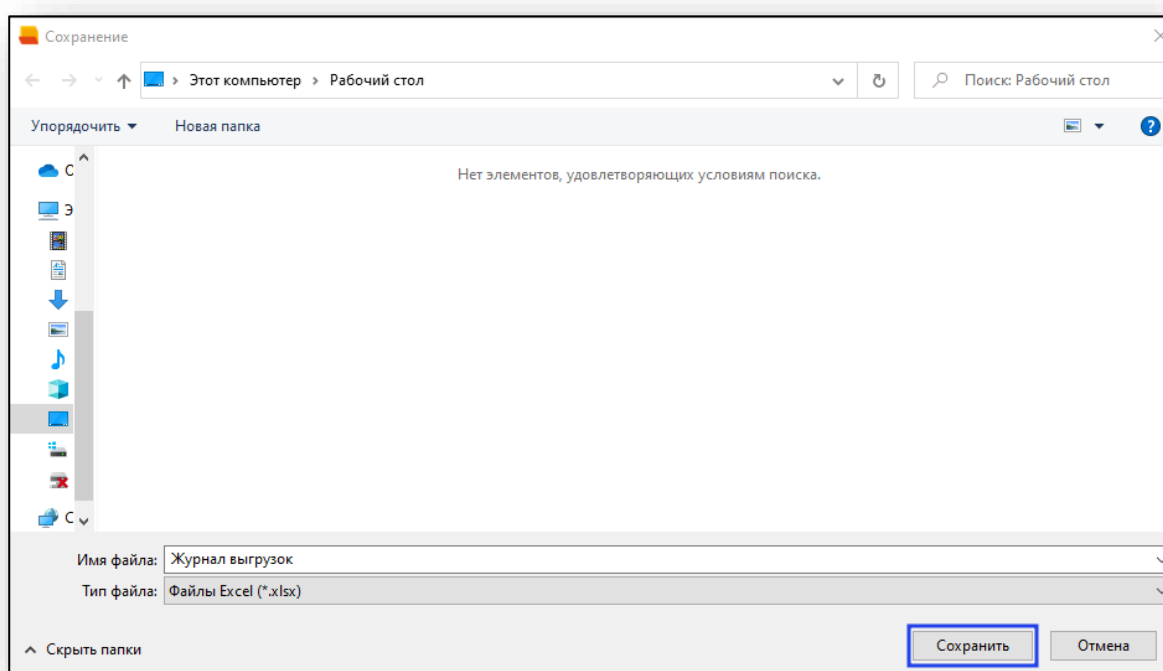 Сохранение
Этот компьютер › Рабочий стол
Поиск: Рабочий стол
Упорядочить
Новая папка
Нет элементов, удовлетворяющих условиям поиска.
Имя файла: Журнал выгрузок
Тип файла: Файлы Excel (*.xlsx)
Скрыть папки
Сохранить
Отмена